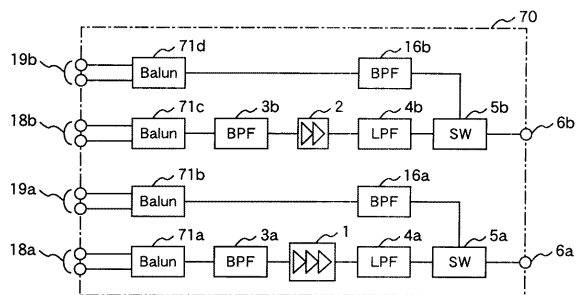 70
19b 71d 16b
Balun BPF
18b 71c 3b 2 4b 5b 6b
Balun BPF LPF SW
19a 71b 16a
Balun BPF
18a 71a 3a 1 4a 5a 6a
Balun BPF LPF SW